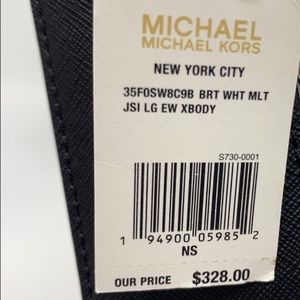 MICHAEL
MICHAEL KORS
NEW YORK CITY
35F0SW8C9B BRT WHT MLT
JSI LG EW XBODY
S730-0001
1 94900 05985 2
NS
OUR PRICE $328.00